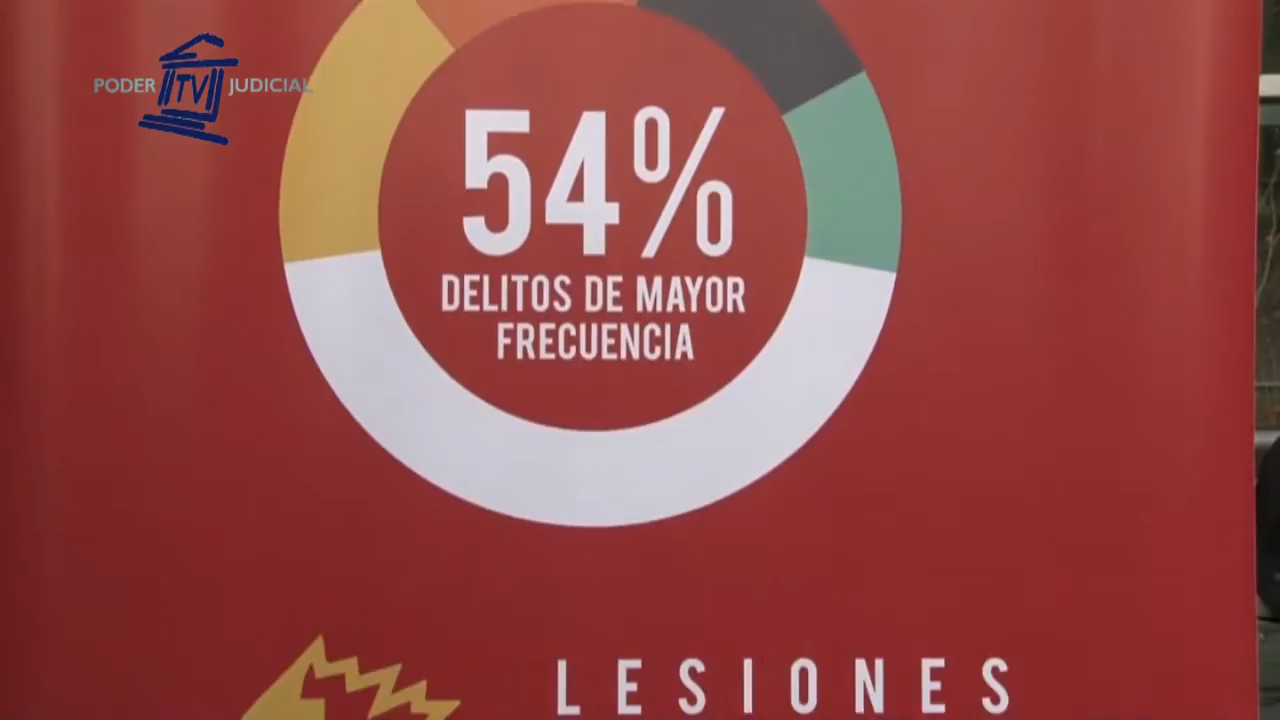 PODER TV JUDICIAL
54%
DELITOS DE MAYOR
FRECUENCIA
LESIONES